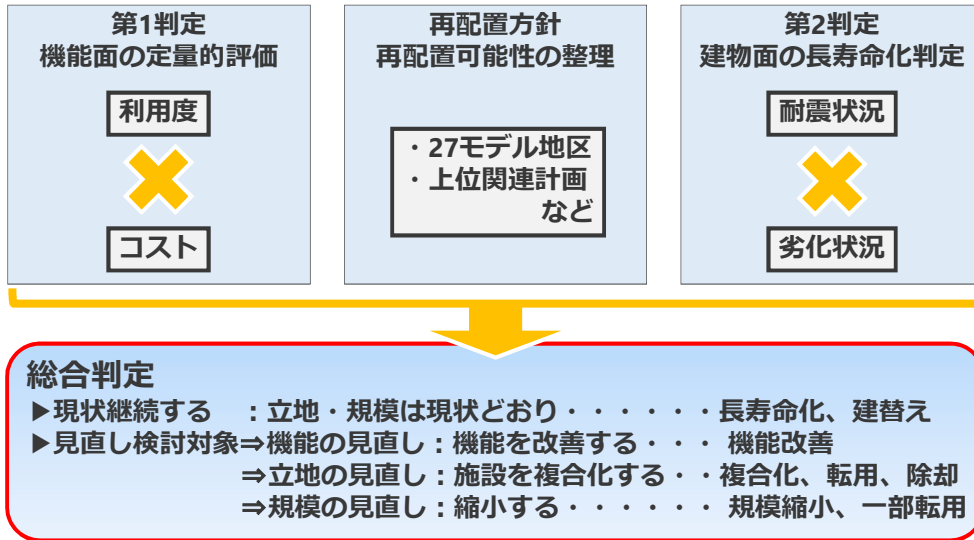 第1判定
機能面の定量的評価
利用度
コスト
再配置方針
再配置可能性の整理
・27モデル地区
・上位関連計画
など
第2判定
建物面の長寿命化判定
耐震状況
劣化状況
総合判定
▶現状継続する　：立地・規模は現状どおり・・・・・・長寿命化、建替え
▶見直し検討対象⇒機能の見直し：機能を改善する・・・ 機能改善
⇒立地の見直し：施設を複合化する・・複合化、転用、除却
⇒規模の見直し：縮小する・・・・・・ 規模縮小、一部転用